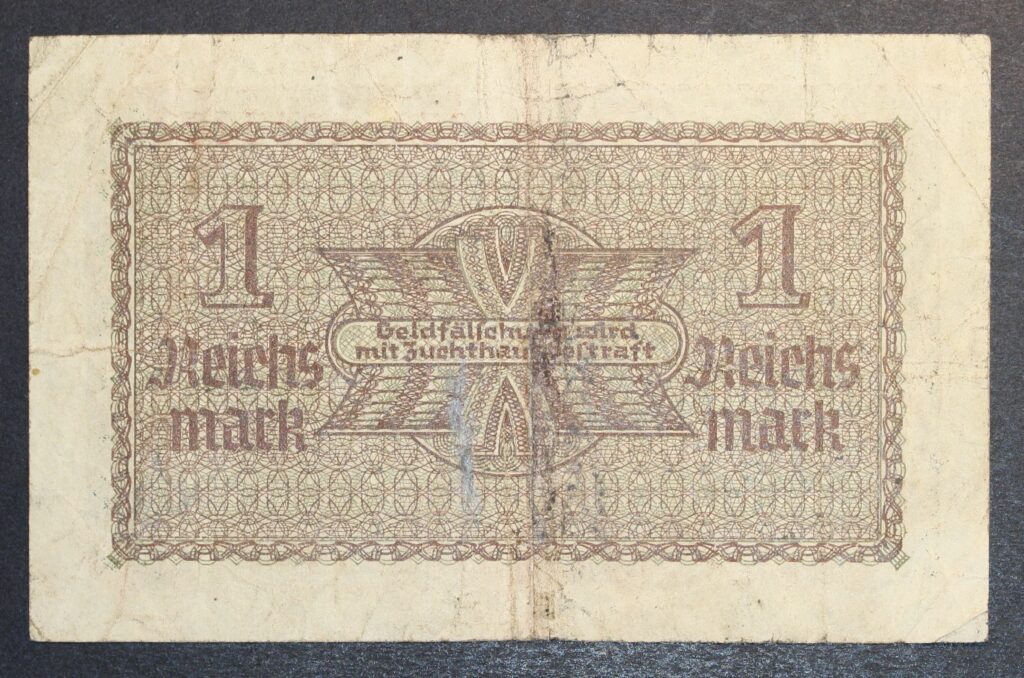 1
Reichs
mark
Geldfälschung wird
mit Zuchthaus bestraft
1
Reichs
mark